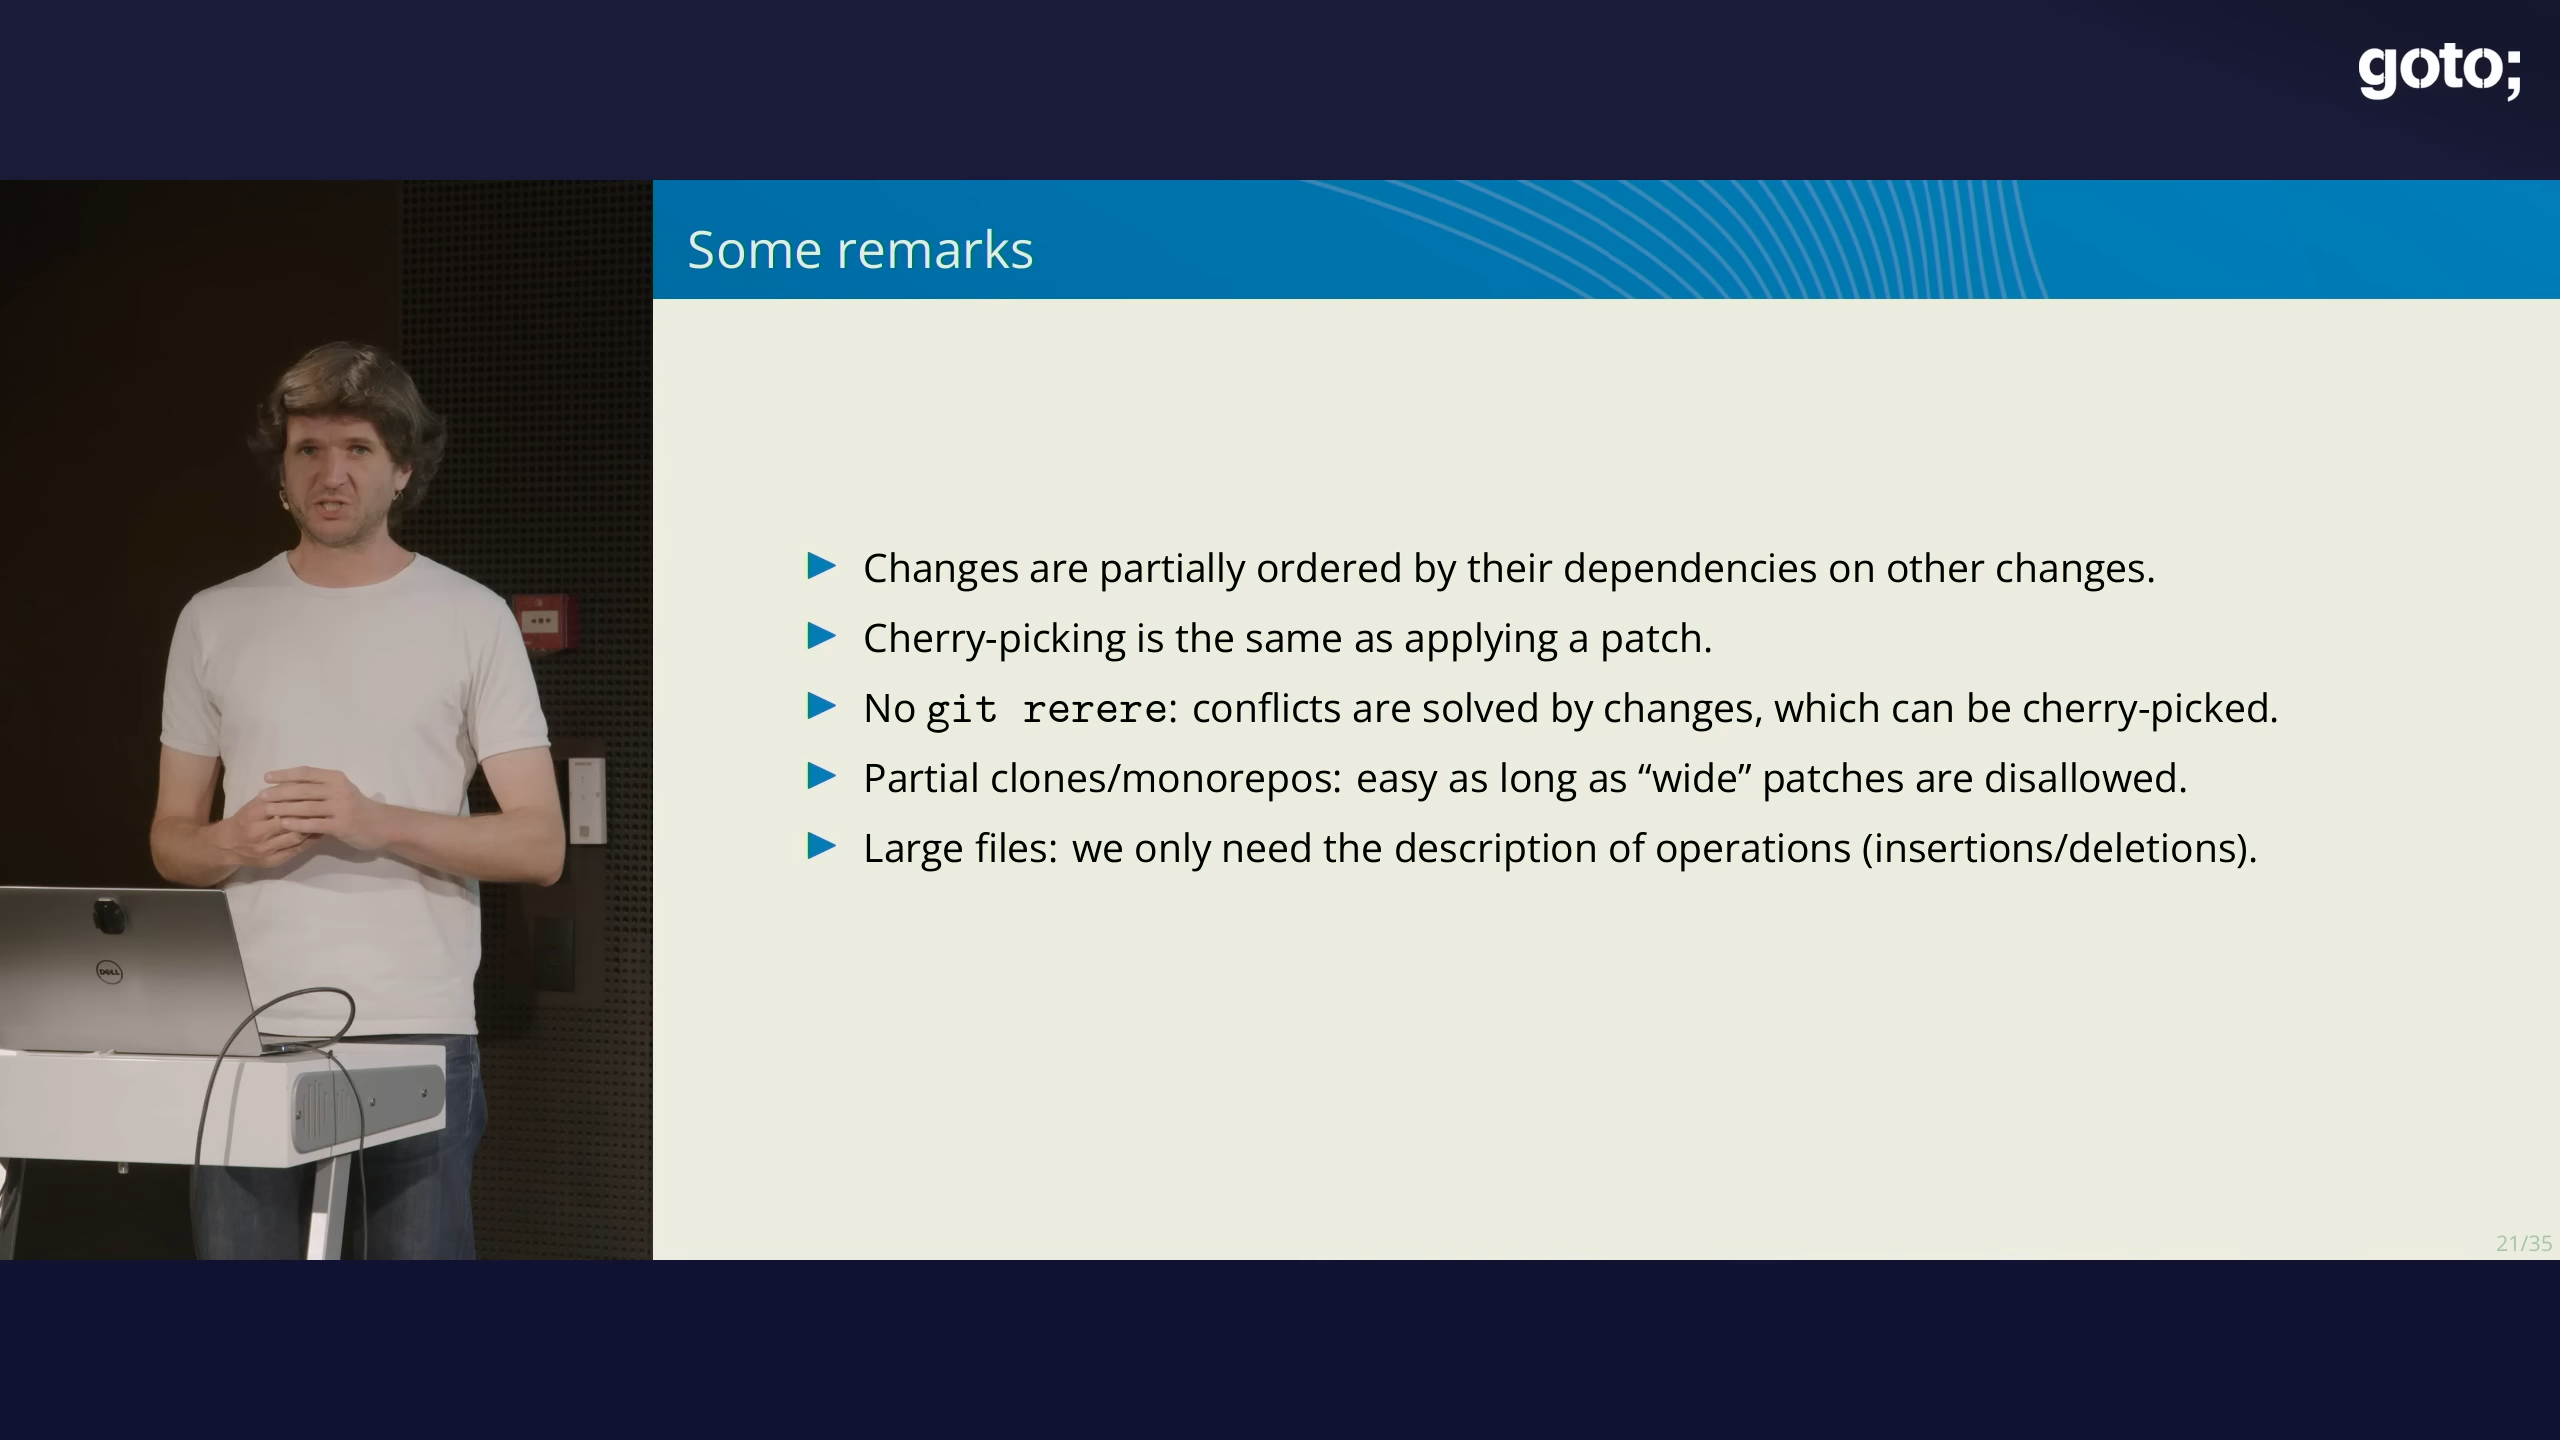 goto;
Some remarks
Changes are partially ordered by their dependencies on other changes.
Cherry-picking is the same as applying a patch.
No git rerere: conflicts are solved by changes, which can be cherry-picked.
Partial clones/monorepos: easy as long as “wide” patches are disallowed.
Large files: we only need the description of operations (insertions/deletions).
DELL
21/35